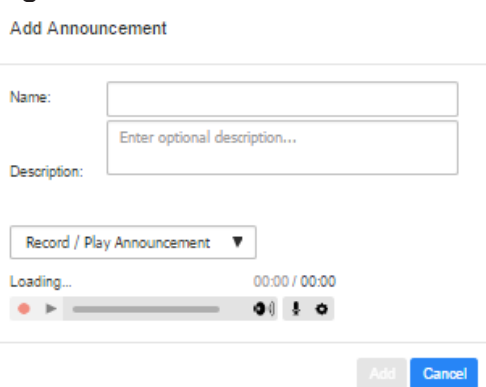 Add Announcement
Name:
Enter optional description...
Description:
Record / Play Announcement
Loading... 00:00 / 00:00
Add Cancel